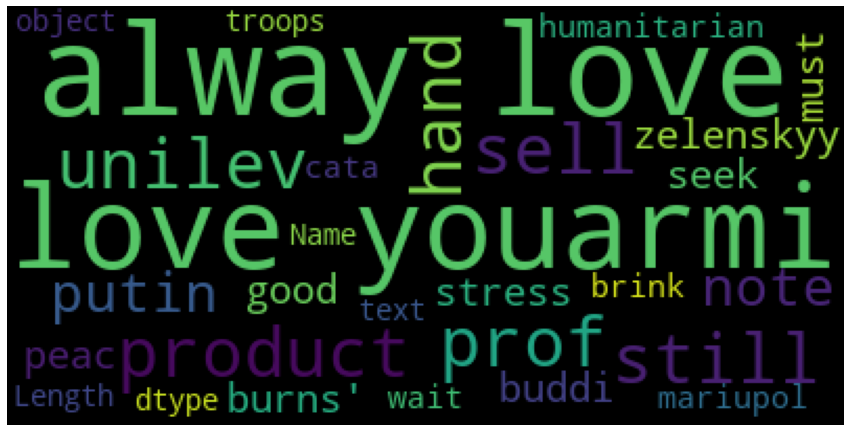 object troops humanitarian
alway love
hand
must
unilev cata sell zelenskyy
seek
love Name youarmi
putin good text stress brink note
peac product prof still
Length dtype burns' wait buddi mariupol